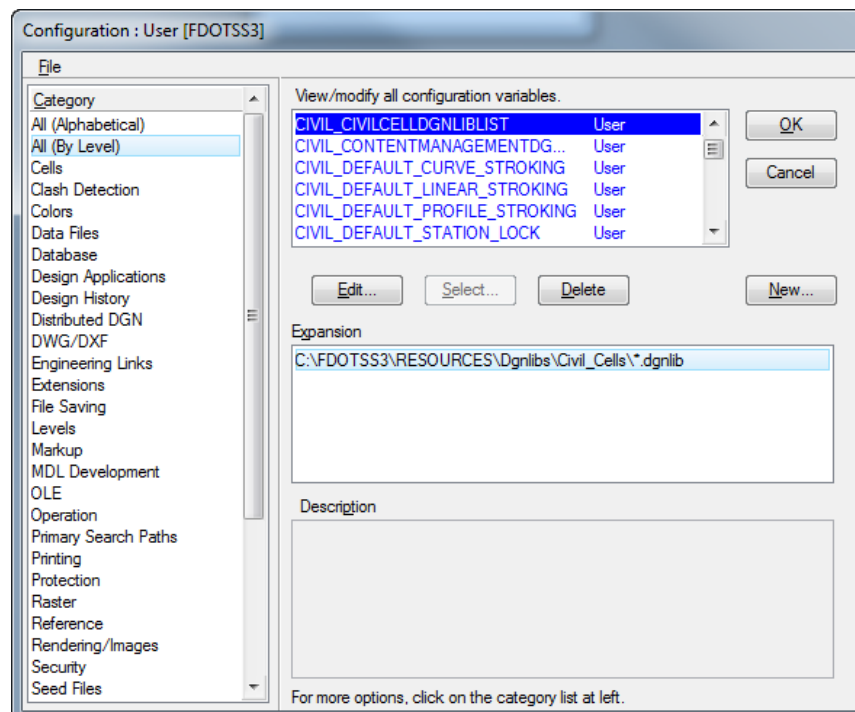 Configuration : User [FDOTSS3]
File
Category
All (Alphabetical)
All (By Level)
Cells
Clash Detection
Colors
Data Files
Database
Design Applications
Design History
Distributed DGN
DWG/DXF
Engineering Links
Extensions
File Saving
Levels
Markup
MDL Development
OLE
Operation
Primary Search Paths
Printing
Protection
Raster
Reference
Rendering/Images
Security
Seed Files
View/modify all configuration variables.
CIVIL_CIVILCELLDGNLIBLIST User
CIVIL_CONTENTMANAGEMENTDG... User
CIVIL_DEFAULT_CURVE_STROKING User
CIVIL_DEFAULT_LINEAR_STROKING User
CIVIL_DEFAULT_PROFILE_STROKING User
CIVIL_DEFAULT_STATION_LOCK User
OK
Cancel
Edit... Select... Delete New...
Expansion
C:\FDOTSS3\RESOURCES\Dgnlibs\Civil_Cells\*.dgnlib
Description
For more options, click on the category list at left.